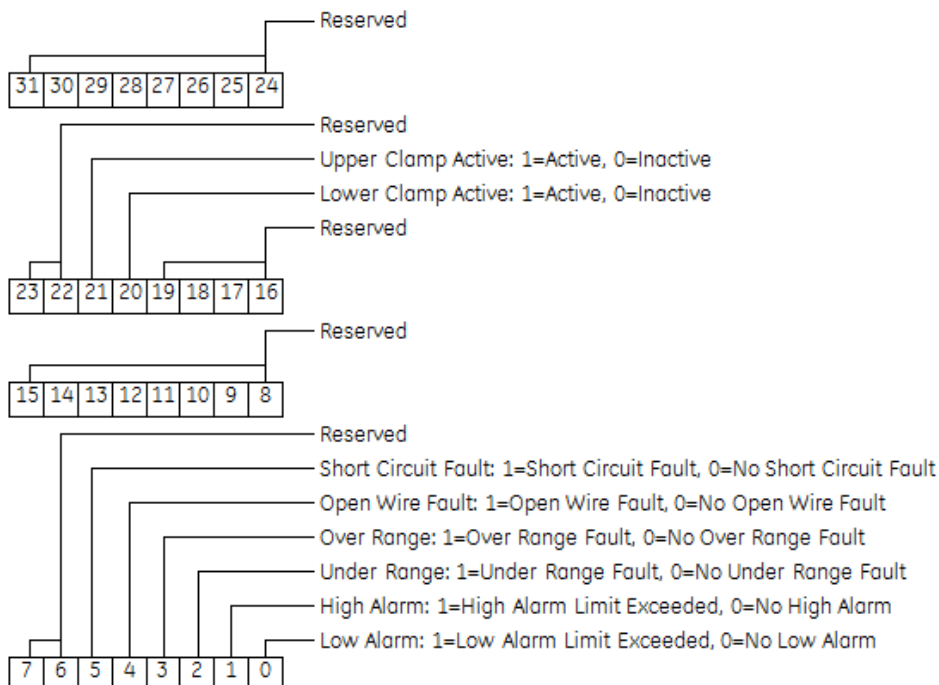 Reserved
31 30 29 28 27 26 25 24
Reserved
Upper Clamp Active: 1=Active, 0=Inactive
Lower Clamp Active: 1=Active, 0=Inactive
Reserved
23 22 21 20 19 18 17 16
Reserved
15 14 13 12 11 10 9 8
Reserved
Short Circuit Fault: 1=Short Circuit Fault, 0=No Short Circuit Fault
Open Wire Fault: 1=Open Wire Fault, 0=No Open Wire Fault
Over Range: 1=Over Range Fault, 0=No Over Range Fault
Under Range: 1=Under Range Fault, 0=No Under Range Fault
High Alarm: 1=High Alarm Limit Exceeded, 0=No High Alarm
Low Alarm: 1=Low Alarm Limit Exceeded, 0=No Low Alarm
7 6 5 4 3 2 1 0